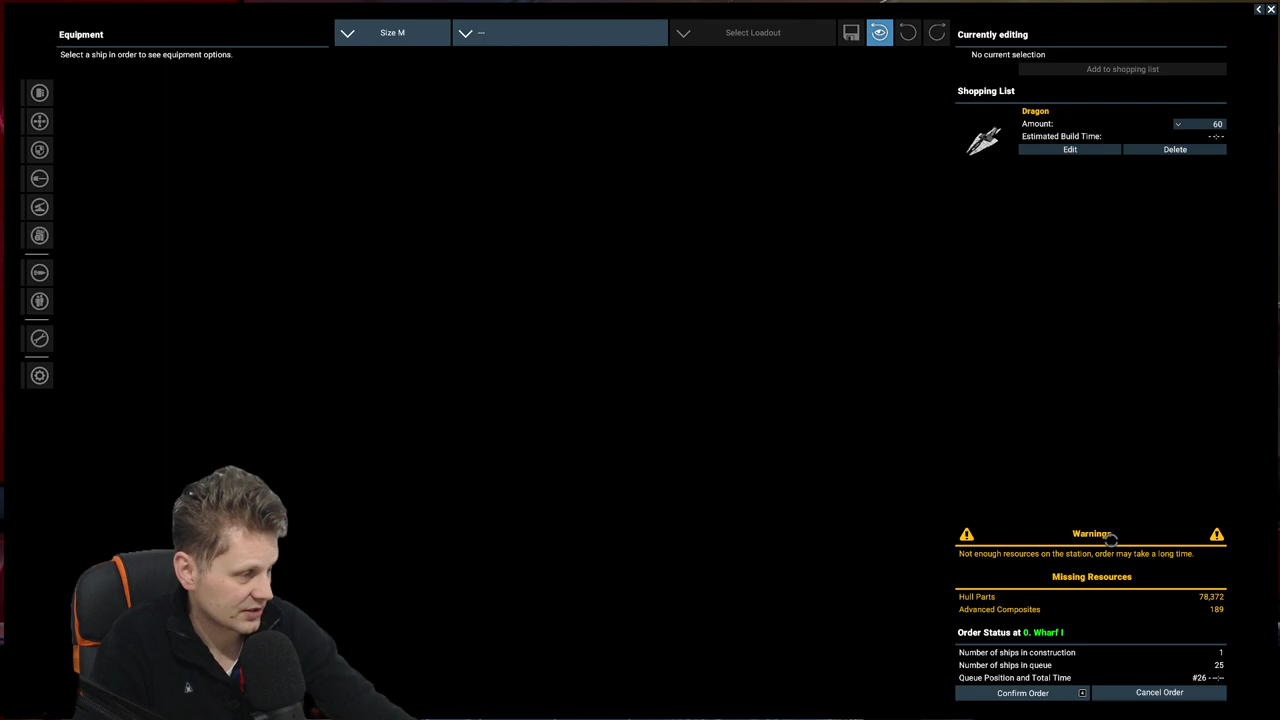 Equipment
Select a ship in order to see equipment options.
Size M
---
Select Loadout
Currently editing
No current selection
Add to shopping list
Shopping List
Dragon
Amount: 60
Estimated Build Time: --:--
Edit Delete
Warnings
Not enough resources on the station, order may take a long time.
Missing Resources
Hull Parts 78,372
Advanced Composites 189
Order Status at 0. Wharf I
Number of ships in construction 1
Number of ships in queue 25
Queue Position and Total Time #26 - --:--
Confirm Order Cancel Order